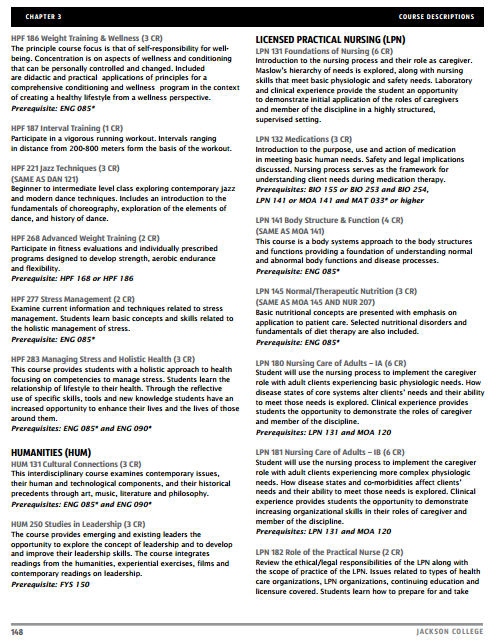 CHAPTER 3
COURSE DESCRIPTIONS
HPF 186 Weight Training & Wellness (3 CR)
The principle course focus is that of self-responsibility for well-
being. Concentration is on aspects of wellness and conditioning
that can be personally controlled and changed. Included
are didactic and practical applications of principles for a
comprehensive conditioning and wellness program in the context
of creating a healthy lifestyle from a wellness perspective.
Prerequisite: ENG 085*
HPF 187 Interval Training (1 CR)
Participate in a vigorous running workout. Intervals ranging
in distance from 200-800 meters form the basis of the workout.
HPF 221 Jazz Techniques (3 CR)
(SAME AS DAN 121)
Beginner to intermediate level class exploring contemporary jazz
and modern dance techniques. Includes an introduction to the
fundamentals of choreography, exploration of the elements of
dance, and history of dance.
HPF 268 Advanced Weight Training (2 CR)
Participate in fitness evaluations and individually prescribed
programs designed to develop strength, aerobic endurance
and flexibility.
Prerequisite: HPF 168 or HPF 186
HPF 277 Stress Management (2 CR)
Examine current information and techniques related to stress
management. Students learn basic concepts and skills related to
the holistic management of stress.
Prerequisite: ENG 085*
HPF 283 Managing Stress and Holistic Health (3 CR)
This course provides students with a holistic approach to health
focusing on competencies to manage stress. Students learn the
relationship of lifestyle to their health. Through the reflective
use of specific skills, tools and new knowledge students have an
increased opportunity to enhance their lives and the lives of those
around them.
Prerequisites: ENG 085* and ENG 090*
HUMANITIES (HUM)
HUM 131 Cultural Connections (3 CR)
This interdisciplinary course examines contemporary issues,
their human and technological components, and their historical
precedents through art, music, literature and philosophy.
Prerequisites: ENG 085* and ENG 090*
HUM 250 Studies in Leadership (3 CR)
The course provides emerging and existing leaders the
opportunity to explore the concept of leadership and to develop
and improve their leadership skills. The course integrates
readings from the humanities, experiential exercises, films and
contemporary readings on leadership.
Prerequisite: FYS 150
LICENSED PRACTICAL NURSING (LPN)
LPN 131 Foundations of Nursing (6 CR)
Introduction to the nursing process and their role as caregiver.
Maslow's hierarchy of needs is explored, along with nursing
skills that meet basic physiologic and safety needs. Laboratory
and clinical experience provide the student an opportunity
to demonstrate initial application of the roles of caregivers
and member of the discipline in a highly structured,
supervised setting.
LPN 132 Medications (3 CR)
Introduction to the purpose, use and action of medication
in meeting basic human needs. Safety and legal implications
discussed. Nursing process serves as the framework for
understanding client needs during medication therapy.
Prerequisites: BIO 155 or BIO 253 and BIO 254,
LPN 141 or MOA 141 and MAT 033* or higher
LPN 141 Body Structure & Function (4 CR)
(SAME AS MOA 141)
This course is a body systems approach to the body structures
and functions providing a foundation of understanding normal
and abnormal body functions and disease processes.
Prerequisite: ENG 085*
LPN 145 Normal/Therapeutic Nutrition (3 CR)
(SAME AS MOA 145 AND NUR 207)
Basic nutritional concepts are presented with emphasis on
application to patient care. Selected nutritional disorders and
fundamentals of diet therapy are also included.
Prerequisite: ENG 085*
LPN 180 Nursing Care of Adults – IA (6 CR)
Student will use the nursing process to implement the caregiver
role with adult clients experiencing basic physiologic needs. How
disease states of core systems alter clients' needs and their ability
to meet those needs is explored. Clinical experience provides
students the opportunity to demonstrate the roles of caregiver
and member of the discipline.
Prerequisites: LPN 131 and MOA 120
LPN 181 Nursing Care of Adults – IB (6 CR)
Student will use the nursing process to implement the caregiver
role with adult clients experiencing more complex physiologic
needs. How disease states and co-morbidities affect clients'
needs and their ability to meet those needs is explored. Clinical
experience provides students the opportunity to demonstrate
increasing organizational skills in their roles of caregiver and
member of the discipline.
Prerequisites: LPN 131 and MOA 120
LPN 182 Role of the Practical Nurse (2 CR)
Review the ethical/legal responsibilities of the LPN along with
the scope of practice of the LPN. Issues related to types of health
care organizations, LPN organizations, continuing education and
licensure covered. Students learn how to prepare for and take
148
JACKSON COLLEGE